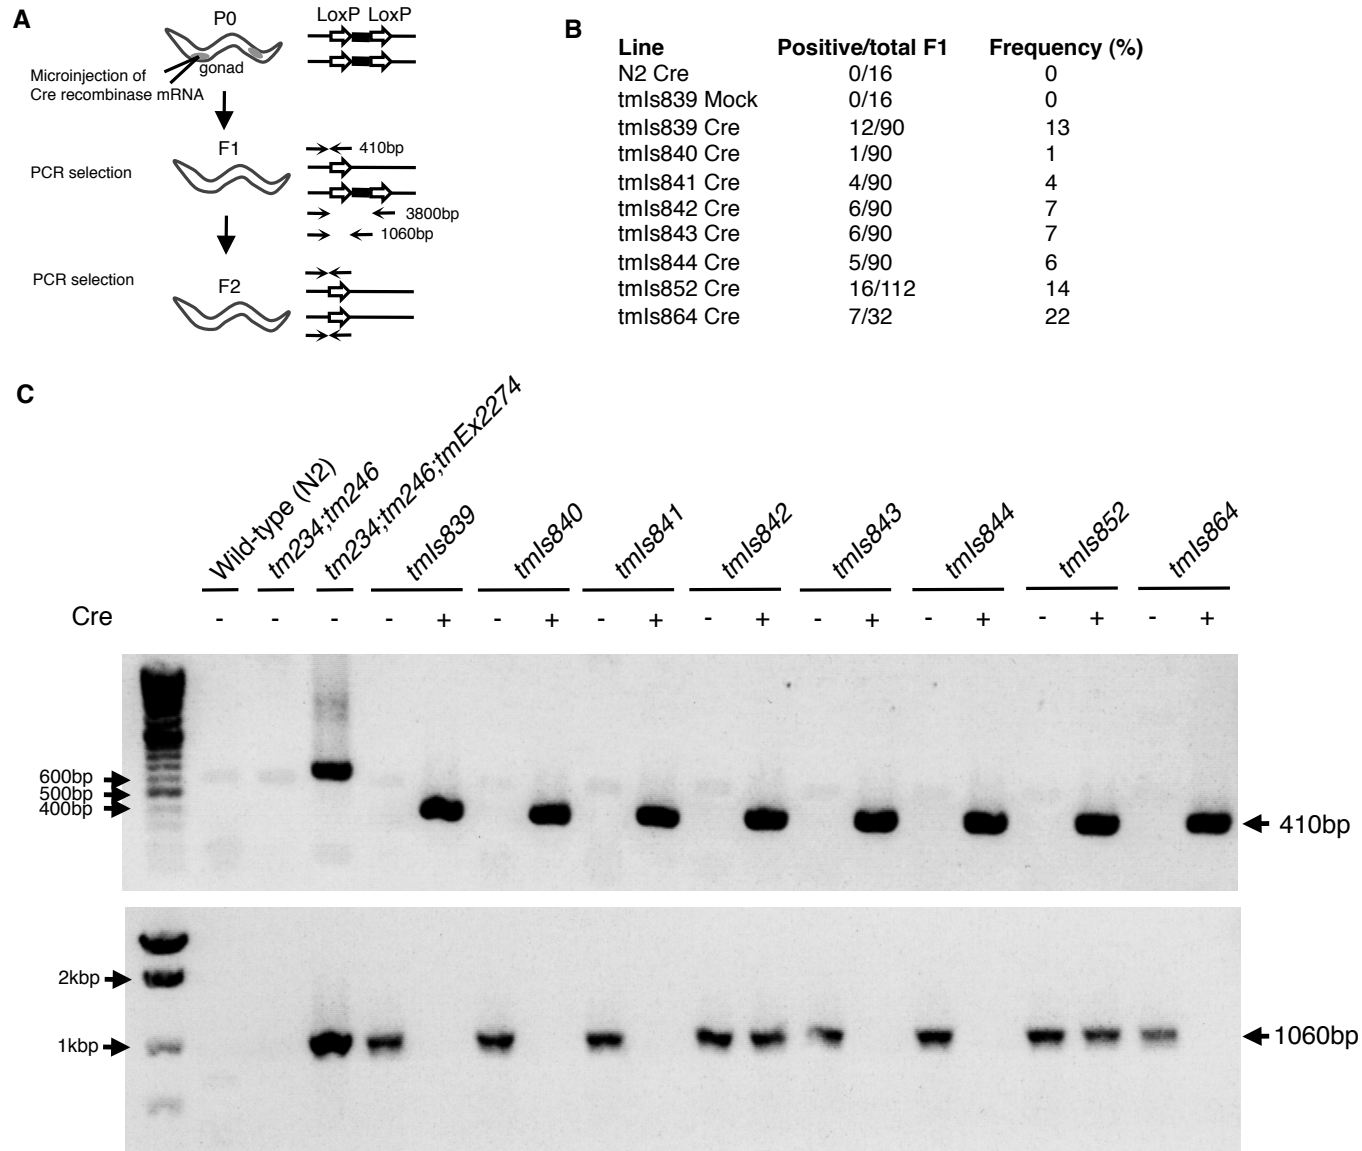 A
P0
LoxP LoxP
gonad
Microinjection of
Cre recombinase mRNA
F1
410bp
PCR selection
3800bp
1060bp
PCR selection
F2
B
Line Positive/total F1 Frequency (%)
N2 Cre 0/16 0
tmIs839 Mock 0/16 0
tmIs839 Cre 12/90 13
tmIs840 Cre 1/90 1
tmIs841 Cre 4/90 4
tmIs842 Cre 6/90 7
tmIs843 Cre 6/90 7
tmIs844 Cre 5/90 6
tmIs852 Cre 16/112 14
tmIs864 Cre 7/32 22
C
Wild-type (N2)
tm234;tm246
tm234;tm246;tmEx2274
tmIs839
tmIs840
tmIs841
tmIs842
tmIs843
tmIs844
tmIs852
tmIs864
Cre - - - - + - + - + - + - + - + - + - +
600bp
500bp
400bp
410bp
2kbp
1kbp
1060bp